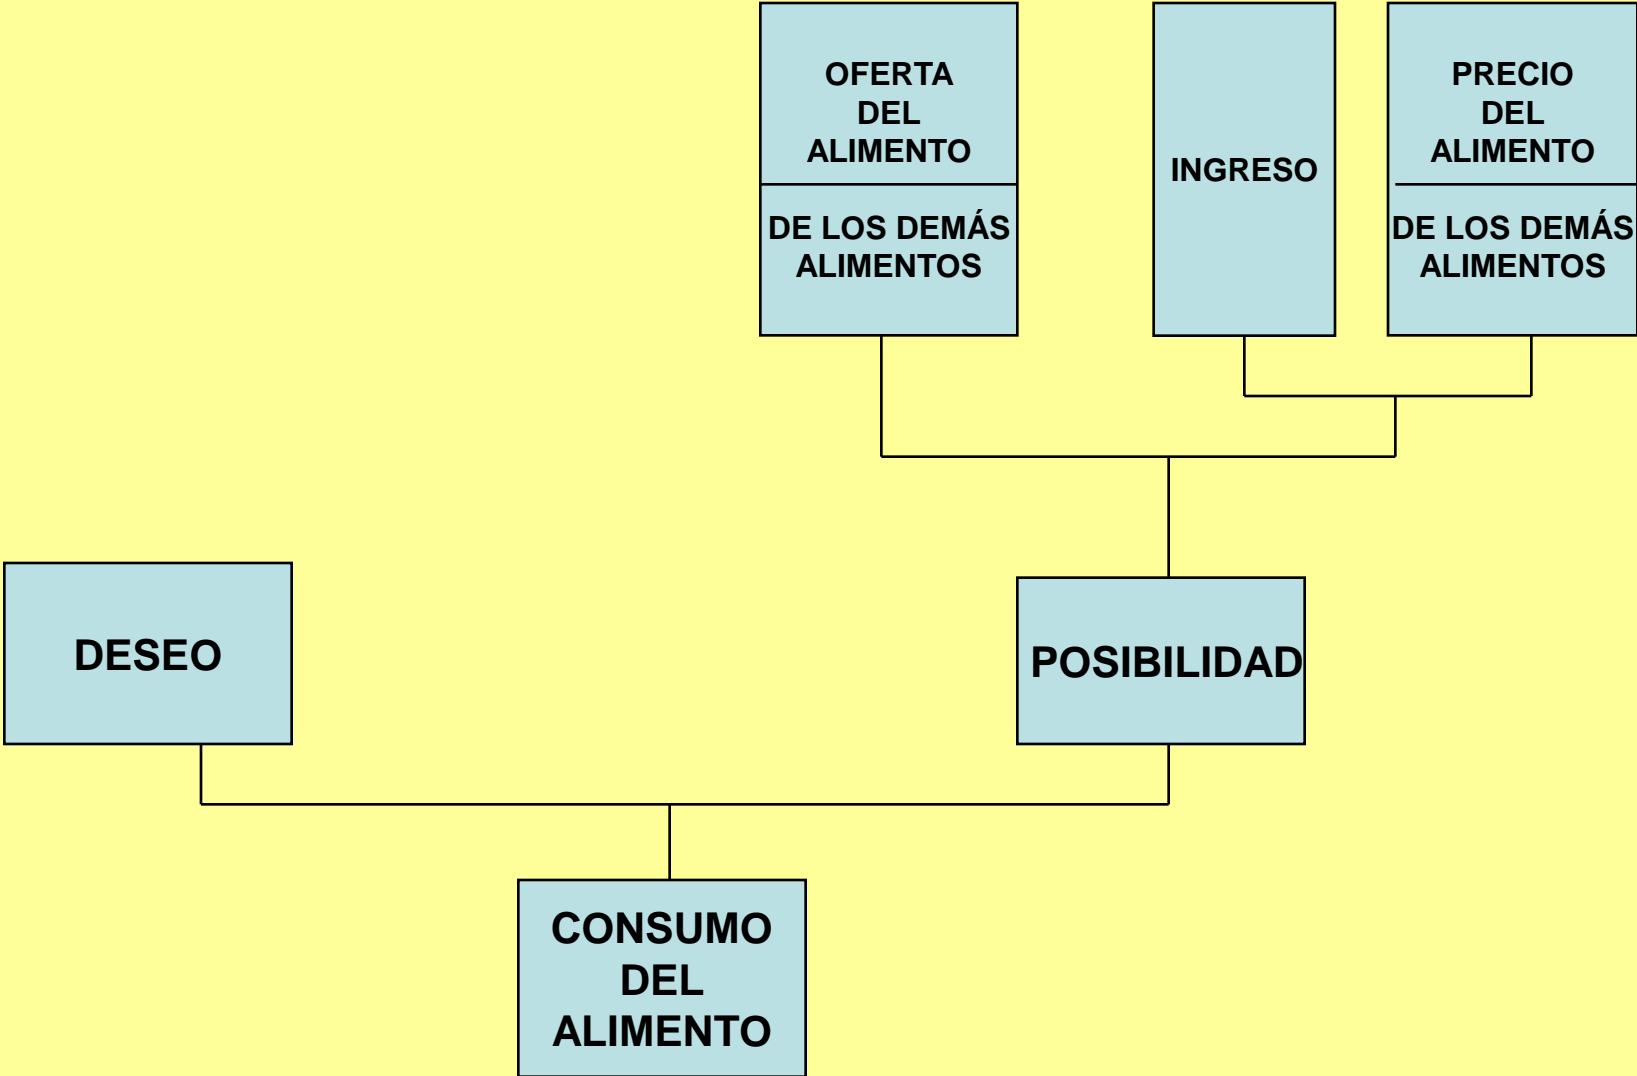 OFERTA
DEL
ALIMENTO
DE LOS DEMÁS
ALIMENTOS
INGRESO
PRECIO
DEL
ALIMENTO
DE LOS DEMÁS
ALIMENTOS
DESEO
POSIBILIDAD
CONSUMO
DEL
ALIMENTO